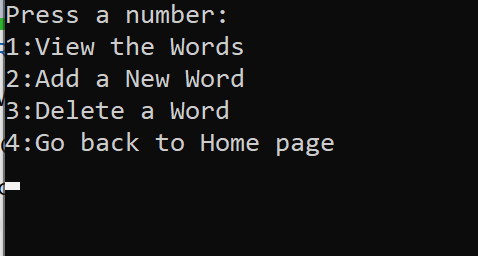 Press a number:
1:View the Words
2:Add a New Word
3:Delete a Word
4:Go back to Home page